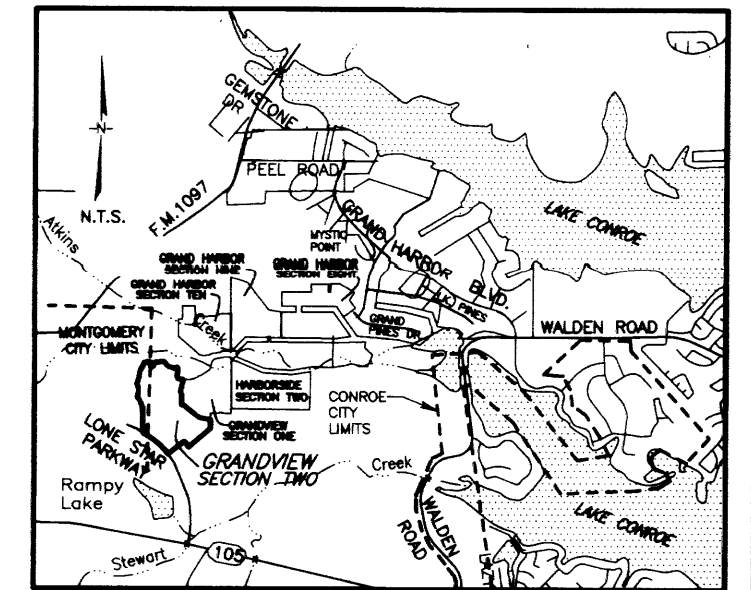 GEMSTONE
DR
PEEL ROAD
N
N.T.S.
F.M.1097
LAKE CONROE
Atkins
Creek
MYSTIC
POINT
GRAND HARBOR BLVD.
GRAND HARBOR
SECTION NINE
GRAND HARBOR
SECTION EIGHT
GRAND HARBOR
SECTION TEN
PINES
GRAND
PINES DR
WALDEN ROAD
MONTGOMERY
CITY LIMITS
HARBORSIDE
SECTION TWO
CONROE
CITY
LIMITS
GRANDVIEW
SECTION ONE
LONE STAR
PARKWAY
GRANDVIEW
SECTION TWO
Creek
Rampy
Lake
WALDEN
ROAD
LAKE CONROE
105
Stewart